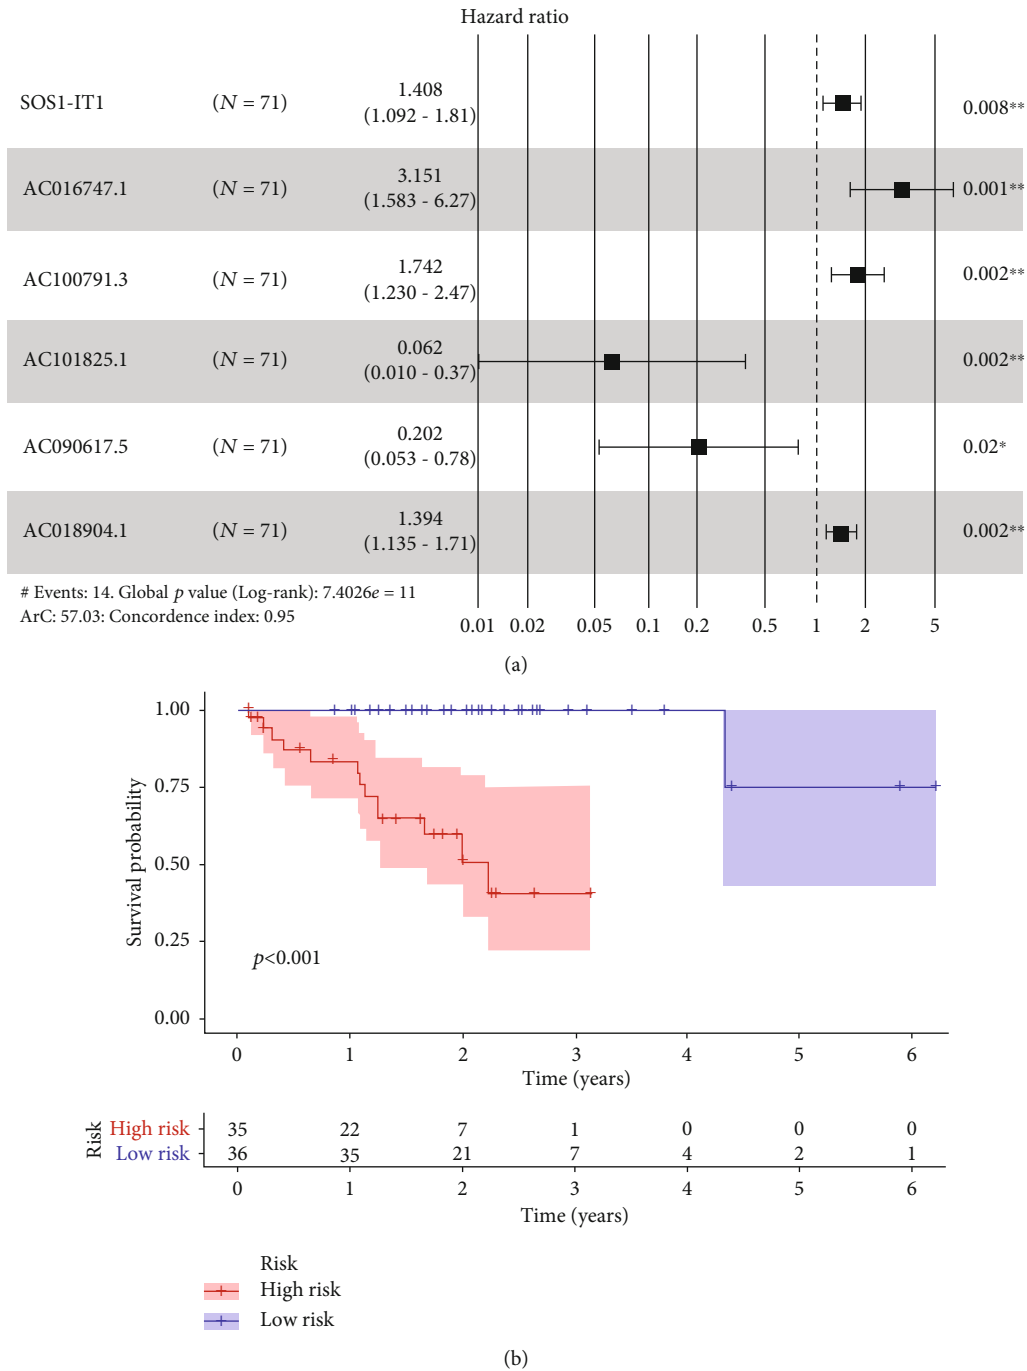 Hazard ratio
SOS1-IT1 (N = 71) 1.408 (1.092 - 1.81) 0.008**
AC016747.1 (N = 71) 3.151 (1.583 - 6.27) 0.001**
AC100791.3 (N = 71) 1.742 (1.230 - 2.47) 0.002**
AC101825.1 (N = 71) 0.062 (0.010 - 0.37) 0.002**
AC090617.5 (N = 71) 0.202 (0.053 - 0.78) 0.02*
AC018904.1 (N = 71) 1.394 (1.135 - 1.71) 0.002**
# Events: 14. Global p value (Log-rank): 7.4026e = 11
ArC: 57.03: Concordence index: 0.95
0.01 0.02 0.05 0.1 0.2 0.5 1 2 5
(a)
1.00
0.75
0.50
0.25
0.00
Survival probability
p<0.001
0 1 2 3 4 5 6
Time (years)
Risk
High risk 35 22 7 1 0 0 0
Low risk 36 35 21 7 4 2 1
0 1 2 3 4 5 6
Time (years)
Risk
High risk
Low risk
(b)